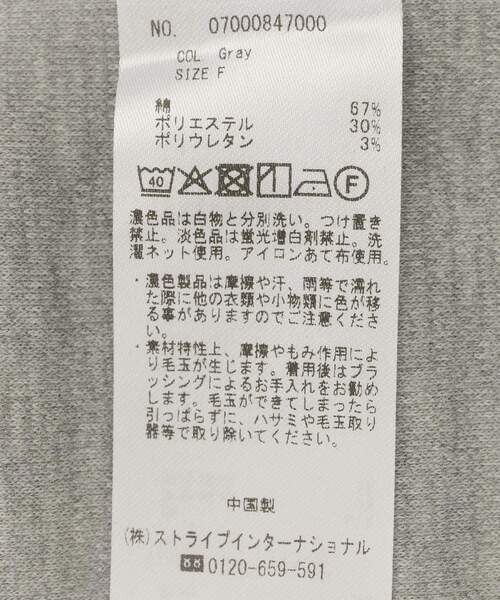 NO. 07000847000
COL Gray
SIZE F
綿 67%
ポリエステル 30%
ポリウレタン 3%
40 F
濃色品は白物と分別洗い。つけ置き
禁止。淡色品は蛍光増白剤禁止。洗
濯ネット使用。アイロンあて布使用。
・濃色製品は摩擦や汗、雨等で濡れ
た際に他の衣類や小物類に色が移
る事がありますのでご注意くださ
い。
・素材特性上、摩擦やもみ作用によ
り毛玉が生じます。着用後はブラ
ッシングによるお手入れをお勧め
します。毛玉ができてしまったら
引っぱらずに、ハサミや毛玉取り
器等で取り除いてください。
中国製
(株)ストライプインターナショナル
0120-659-591